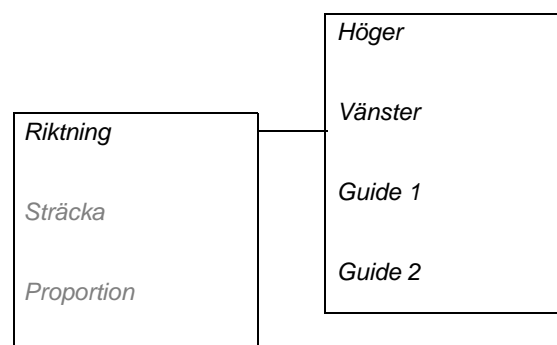 Riktning
Sträcka
Proportion
Höger
Vänster
Guide 1
Guide 2